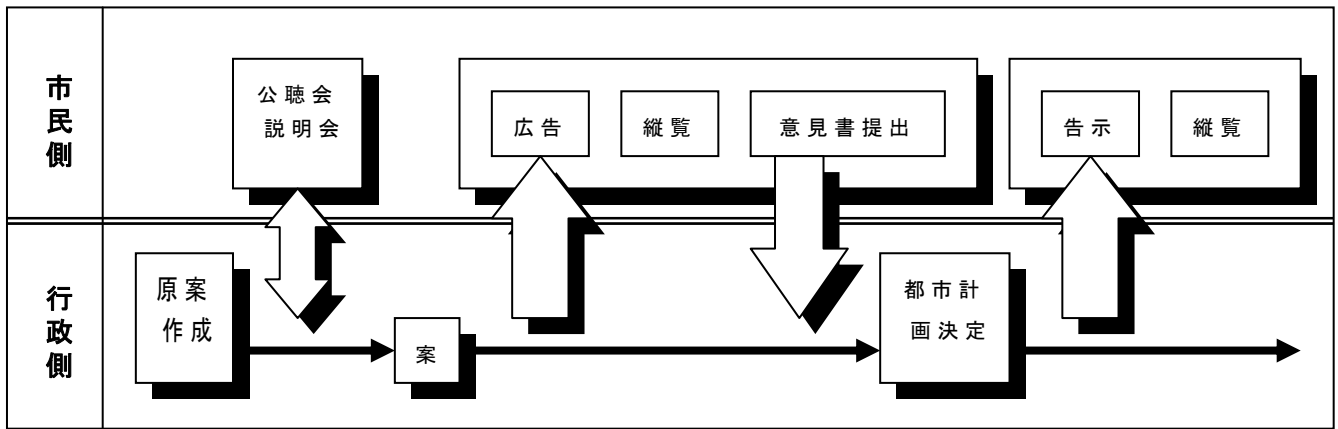 市民側
公聴会
説明会
広告
縦覧
意見書提出
告示
縦覧
行政側
原案
作成
案
都市計
画決定